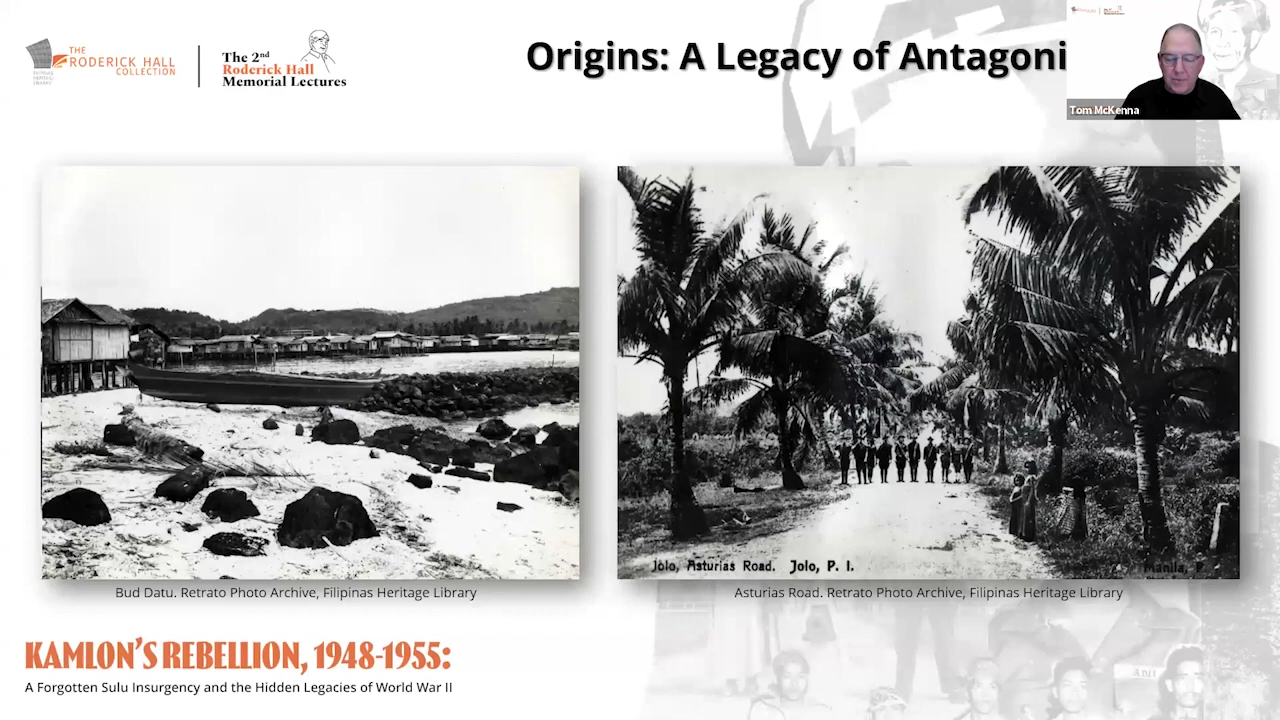 THE
RODERICK HALL
COLLECTION
The 2nd
Roderick Hall
Memorial Lectures
Origins: A Legacy of Antagoni
Tom McKenna
Jolo, Asturias Road. Jolo, P. I.
Manila, P.
Bud Datu. Retrato Photo Archive, Filipinas Heritage Library
Asturias Road. Retrato Photo Archive, Filipinas Heritage Library
KAMLON'S REBELLION, 1948-1955:
A Forgotten Sulu Insurgency and the Hidden Legacies of World War II